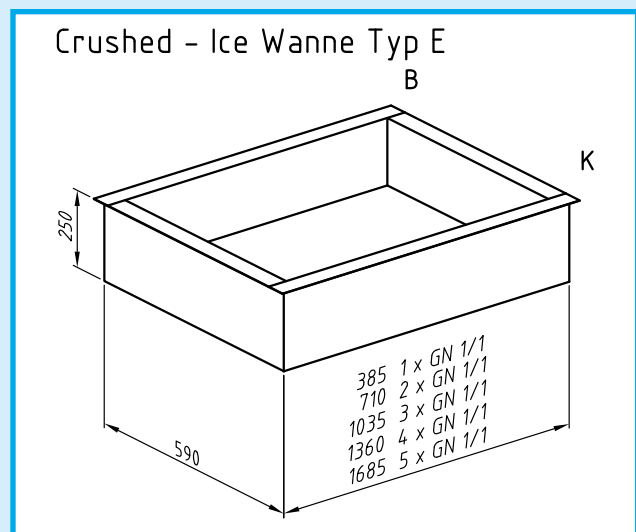 Crushed - Ice Wanne Typ E
B
K
250
385 1 x GN 1/1
710 2 x GN 1/1
1035 3 x GN 1/1
1360 4 x GN 1/1
1685 5 x GN 1/1
590